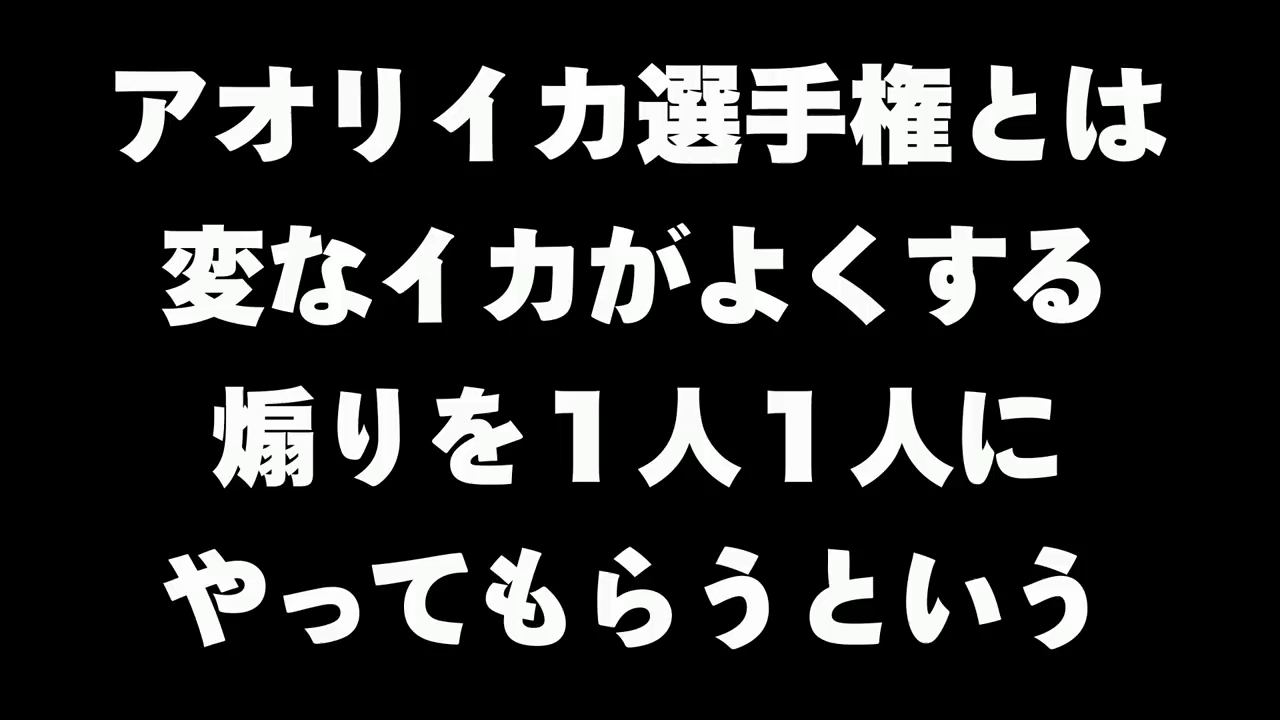 アオリイカ選手権とは
変なイカがよくする
煽りを１人１人に
やってもらうという